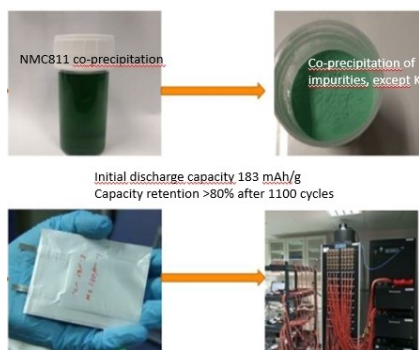 NMC811 co-precipitation
Co-precipitation of
impurities, except K
Initial discharge capacity 183 mAh/g
Capacity retention >80% after 1100 cycles